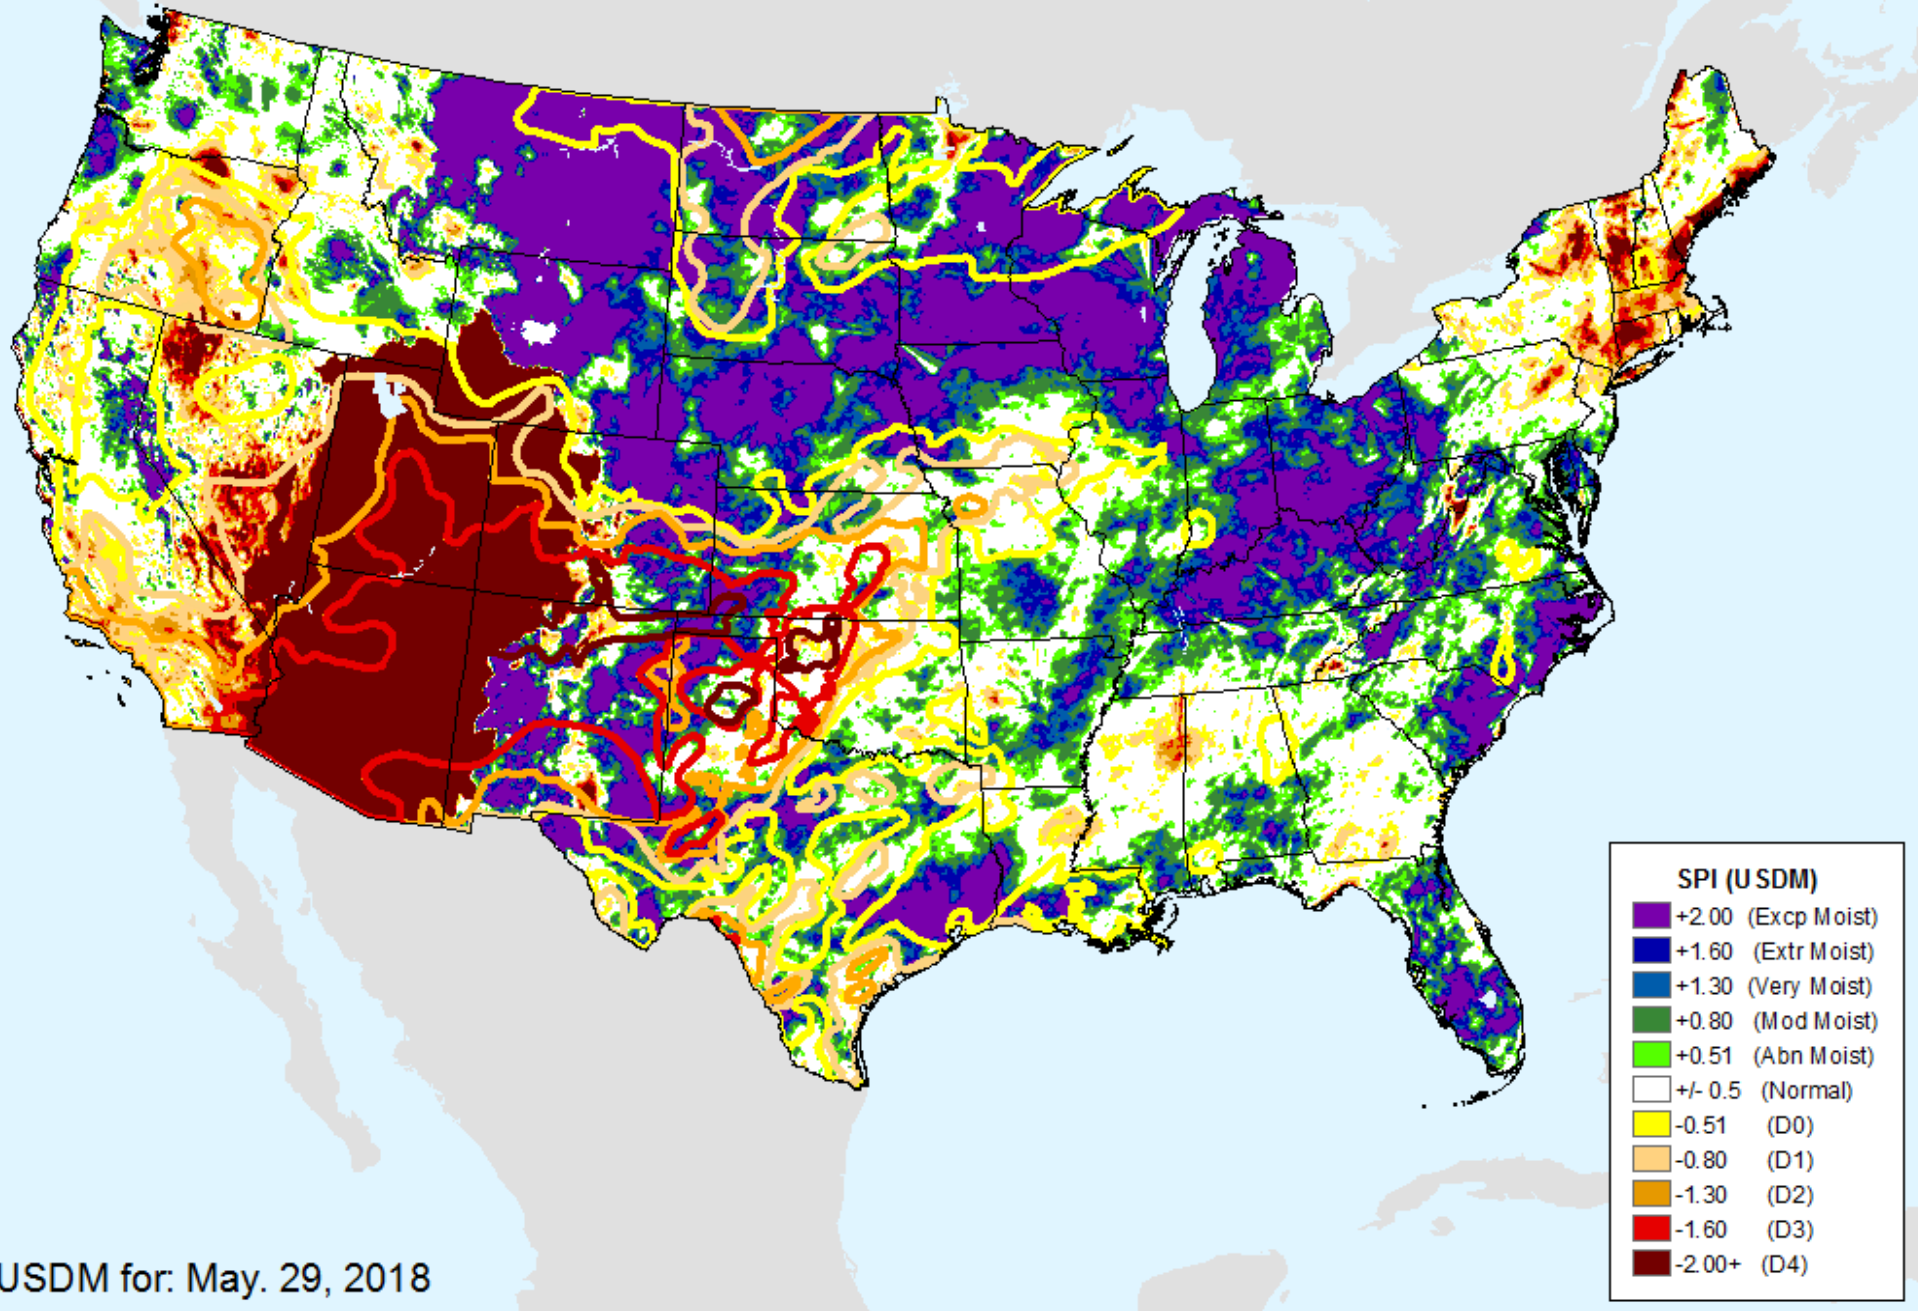 SPI (USDM)
+2.00 (Excp Moist)
+1.60 (Extr Moist)
+1.30 (Very Moist)
+0.80 (Mod Moist)
+0.51 (Abn Moist)
+/- 0.5 (Normal)
-0.51 (D0)
-0.80 (D1)
-1.30 (D2)
-1.60 (D3)
-2.00+ (D4)
USDM for: May. 29, 2018